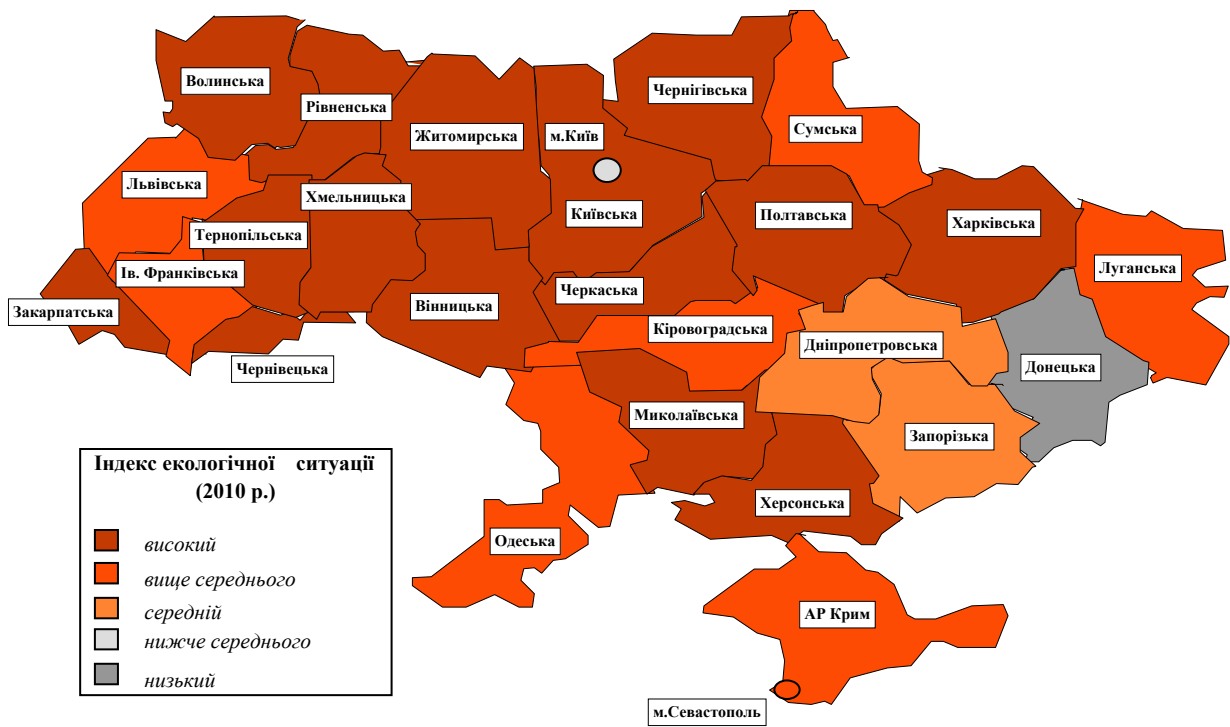 Волинська
Рівненська
Житомирська
м.Київ
Чернігівська
Сумська
Львівська
Хмельницька
Тернопільська
Київська
Полтавська
Харківська
Луганська
Ів. Франківська
Закарпатська
Вінницька
Черкаська
Кіровоградська
Дніпропетровська
Донецька
Чернівецька
Миколаївська
Запорізька
Херсонська
Одеська
АР Крим
м.Севастополь
Індекс екологічної ситуації
(2010 р.)
високий
вище середнього
середній
нижче середнього
низький